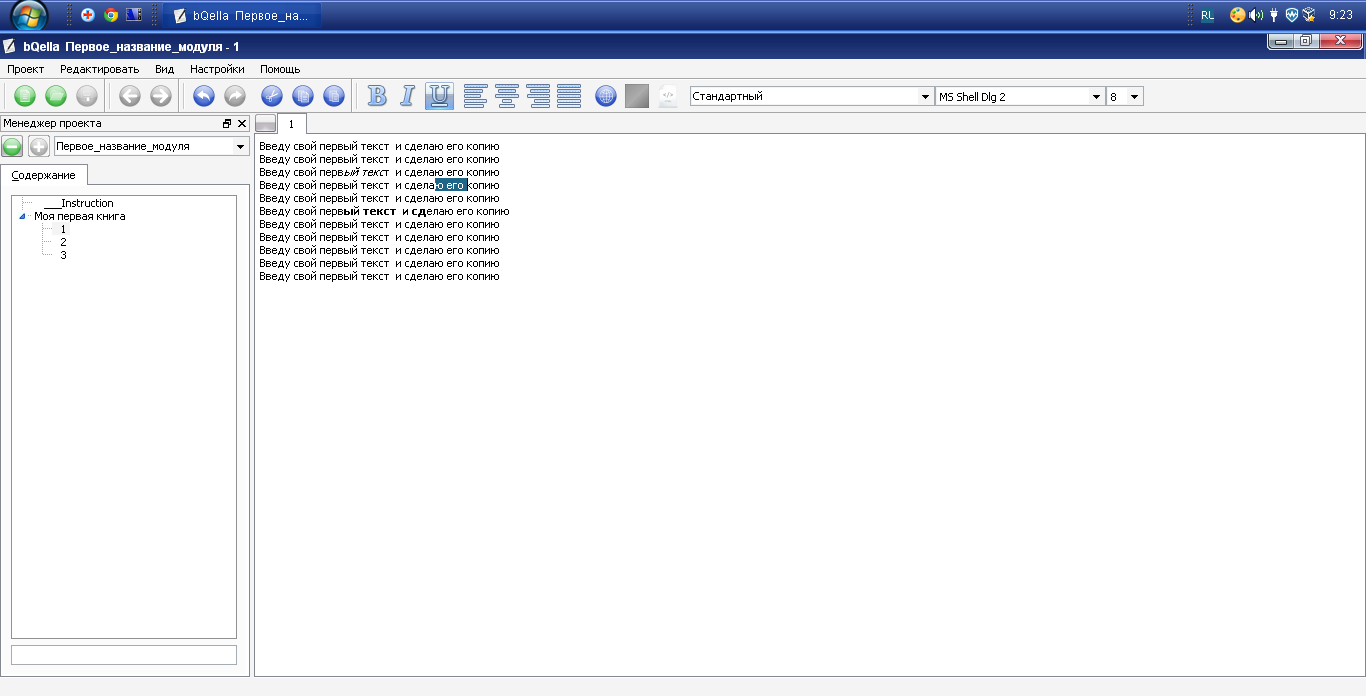 bQella Первое_на...
RL
9:23
bQella Первое_название_модуля - 1
Проект Редактировать Вид Настройки Помощь
B I U Стандартный MS Shell Dlg 2 8
Менеджер проекта
1
Первое_название_модуля
Содержание
___Instruction
Моя первая книга
1
2
3
Введу свой первый текст и сделаю его копию
Введу свой первый текст и сделаю его копию
Введу свой первый текст и сделаю его копию
Введу свой первый текст и сделаю его копию
Введу свой первый текст и сделаю его копию
Введу свой первый текст и сделаю его копию
Введу свой первый текст и сделаю его копию
Введу свой первый текст и сделаю его копию
Введу свой первый текст и сделаю его копию
Введу свой первый текст и сделаю его копию
Введу свой первый текст и сделаю его копию